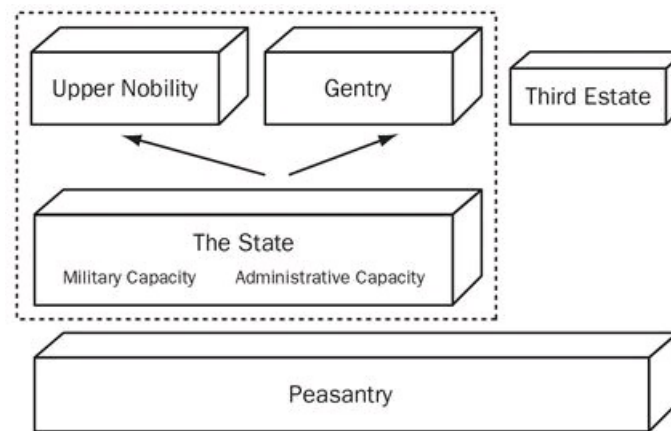 Upper Nobility
Gentry
Third Estate
The State
Military Capacity
Administrative Capacity
Peasantry